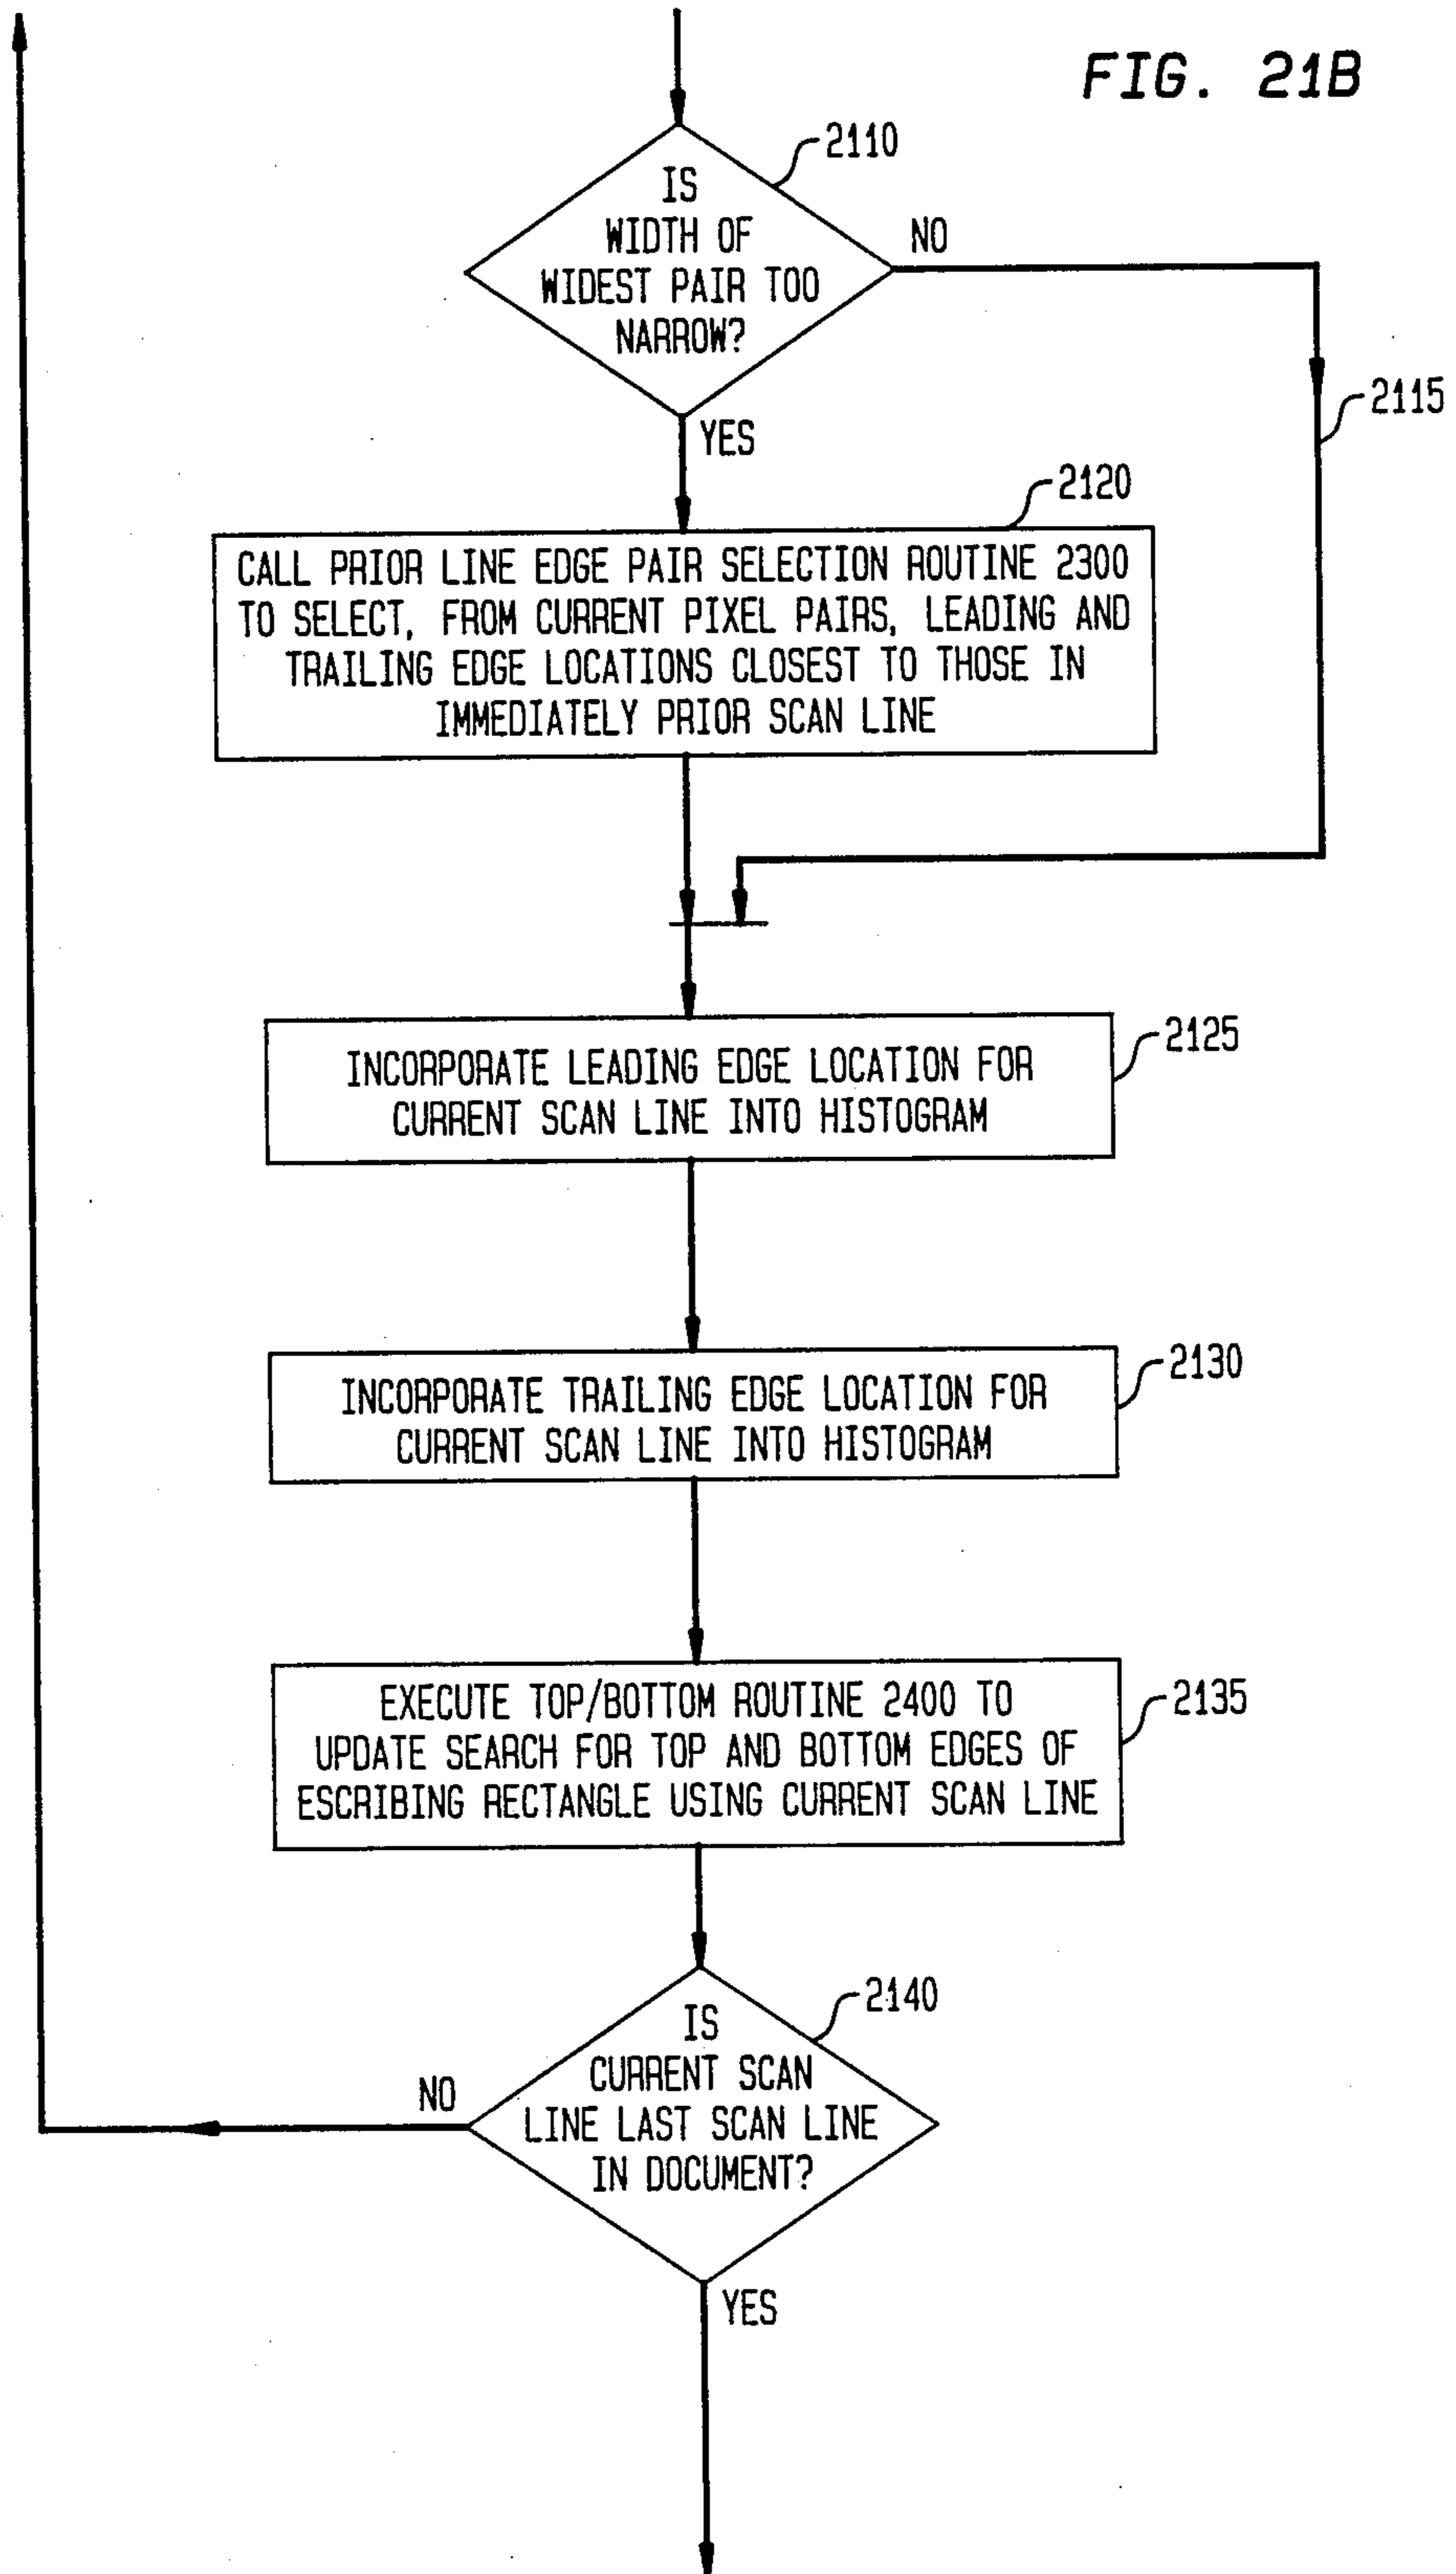 FIG. 21B
2110
IS
WIDTH OF
WIDEST PAIR TOO
NARROW?
NO
2115
YES
2120
CALL PRIOR LINE EDGE PAIR SELECTION ROUTINE 2300
TO SELECT, FROM CURRENT PIXEL PAIRS, LEADING AND
TRAILING EDGE LOCATIONS CLOSEST TO THOSE IN
IMMEDIATELY PRIOR SCAN LINE
2125
INCORPORATE LEADING EDGE LOCATION FOR
CURRENT SCAN LINE INTO HISTOGRAM
2130
INCORPORATE TRAILING EDGE LOCATION FOR
CURRENT SCAN LINE INTO HISTOGRAM
2135
EXECUTE TOP/BOTTOM ROUTINE 2400 TO
UPDATE SEARCH FOR TOP AND BOTTOM EDGES OF
ESCRIBING RECTANGLE USING CURRENT SCAN LINE
2140
IS
CURRENT SCAN
LINE LAST SCAN LINE
IN DOCUMENT?
NO
YES